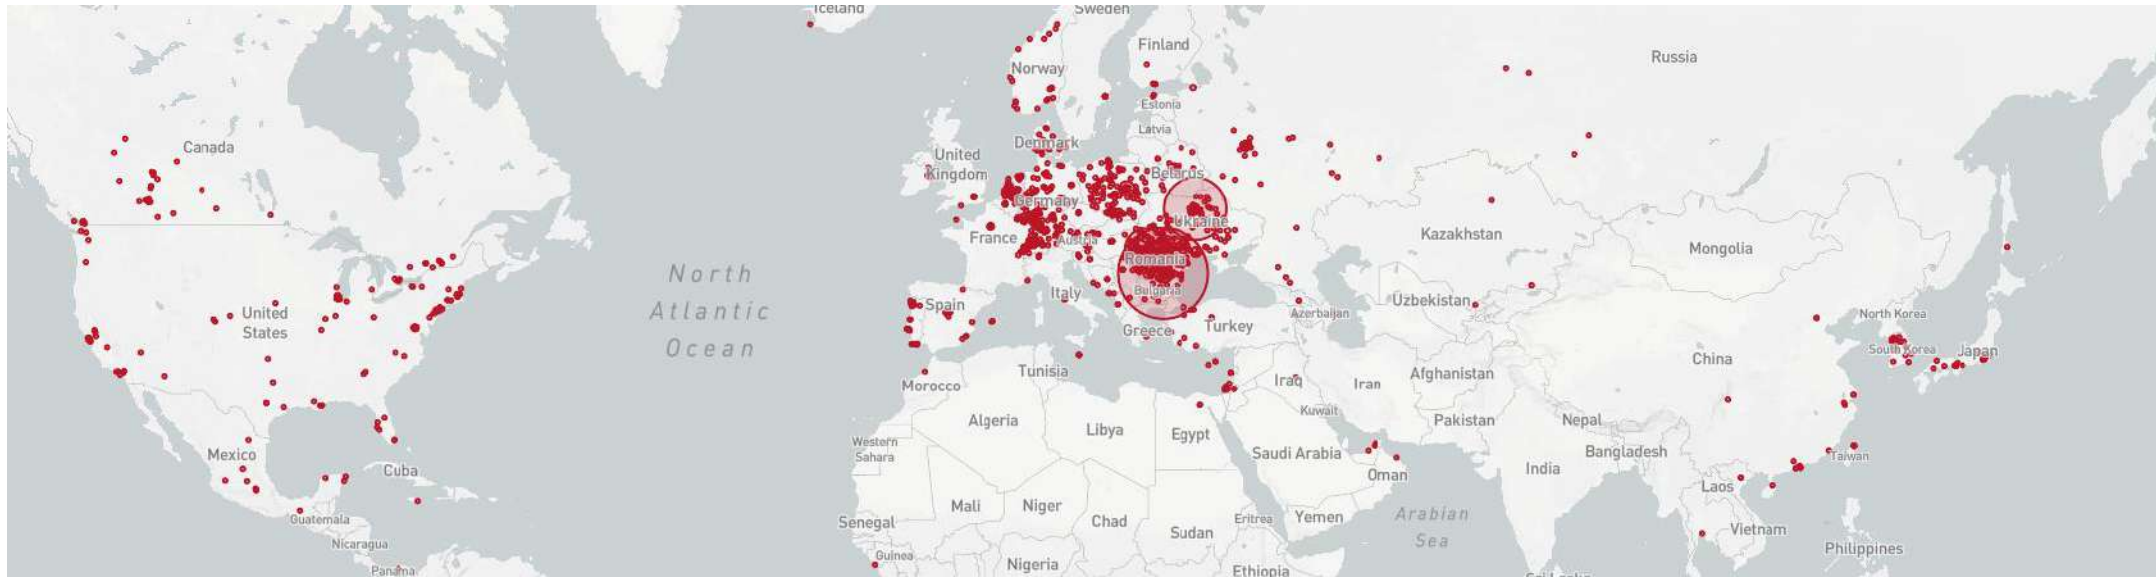 Iceland
Sweden
Finland
Norway
Russia
Estonia
Latvia
Canada
Denmark
United
Kingdom
Belarus
Germany
Ukraine
France
Austria
Kazakhstan
Mongolia
Romania
North
Atlantic
Ocean
Italy
Bulgaria
Spain
Uzbekistan
United
States
Azerbaijan
North Korea
Greece
Turkey
South Korea
Japan
China
Tunisia
Morocco
Iraq
Iran
Afghanistan
Kuwait
Algeria
Libya
Egypt
Pakistan
Nepal
Western
Sahara
Mexico
Cuba
Saudi Arabia
Bangladesh
Taiwan
India
Oman
Laos
Mali
Niger
Chad
Senegal
Guatemala
Sudan
Eritrea
Yemen
Arabian
Sea
Vietnam
Nicaragua
Guinea
Philippines
Nigeria
Panama
Ethiopia
Sri Lanka